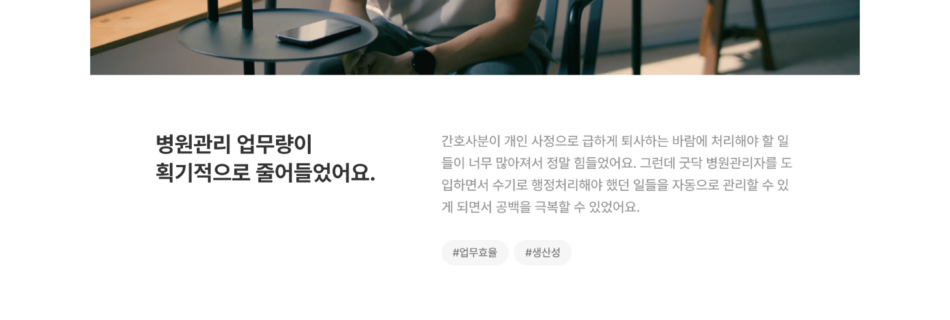 병원관리 업무량이
획기적으로 줄어들었어요.
간호사분이 개인 사정으로 급하게 퇴사하는 바람에 처리해야 할 일
들이 너무 많아져서 정말 힘들었어요. 그런데 굿닥 병원관리자를 도
입하면서 수기로 행정처리해야 했던 일들을 자동으로 관리할 수 있
게 되면서 공백을 극복할 수 있었어요.
#업무효율 #생산성